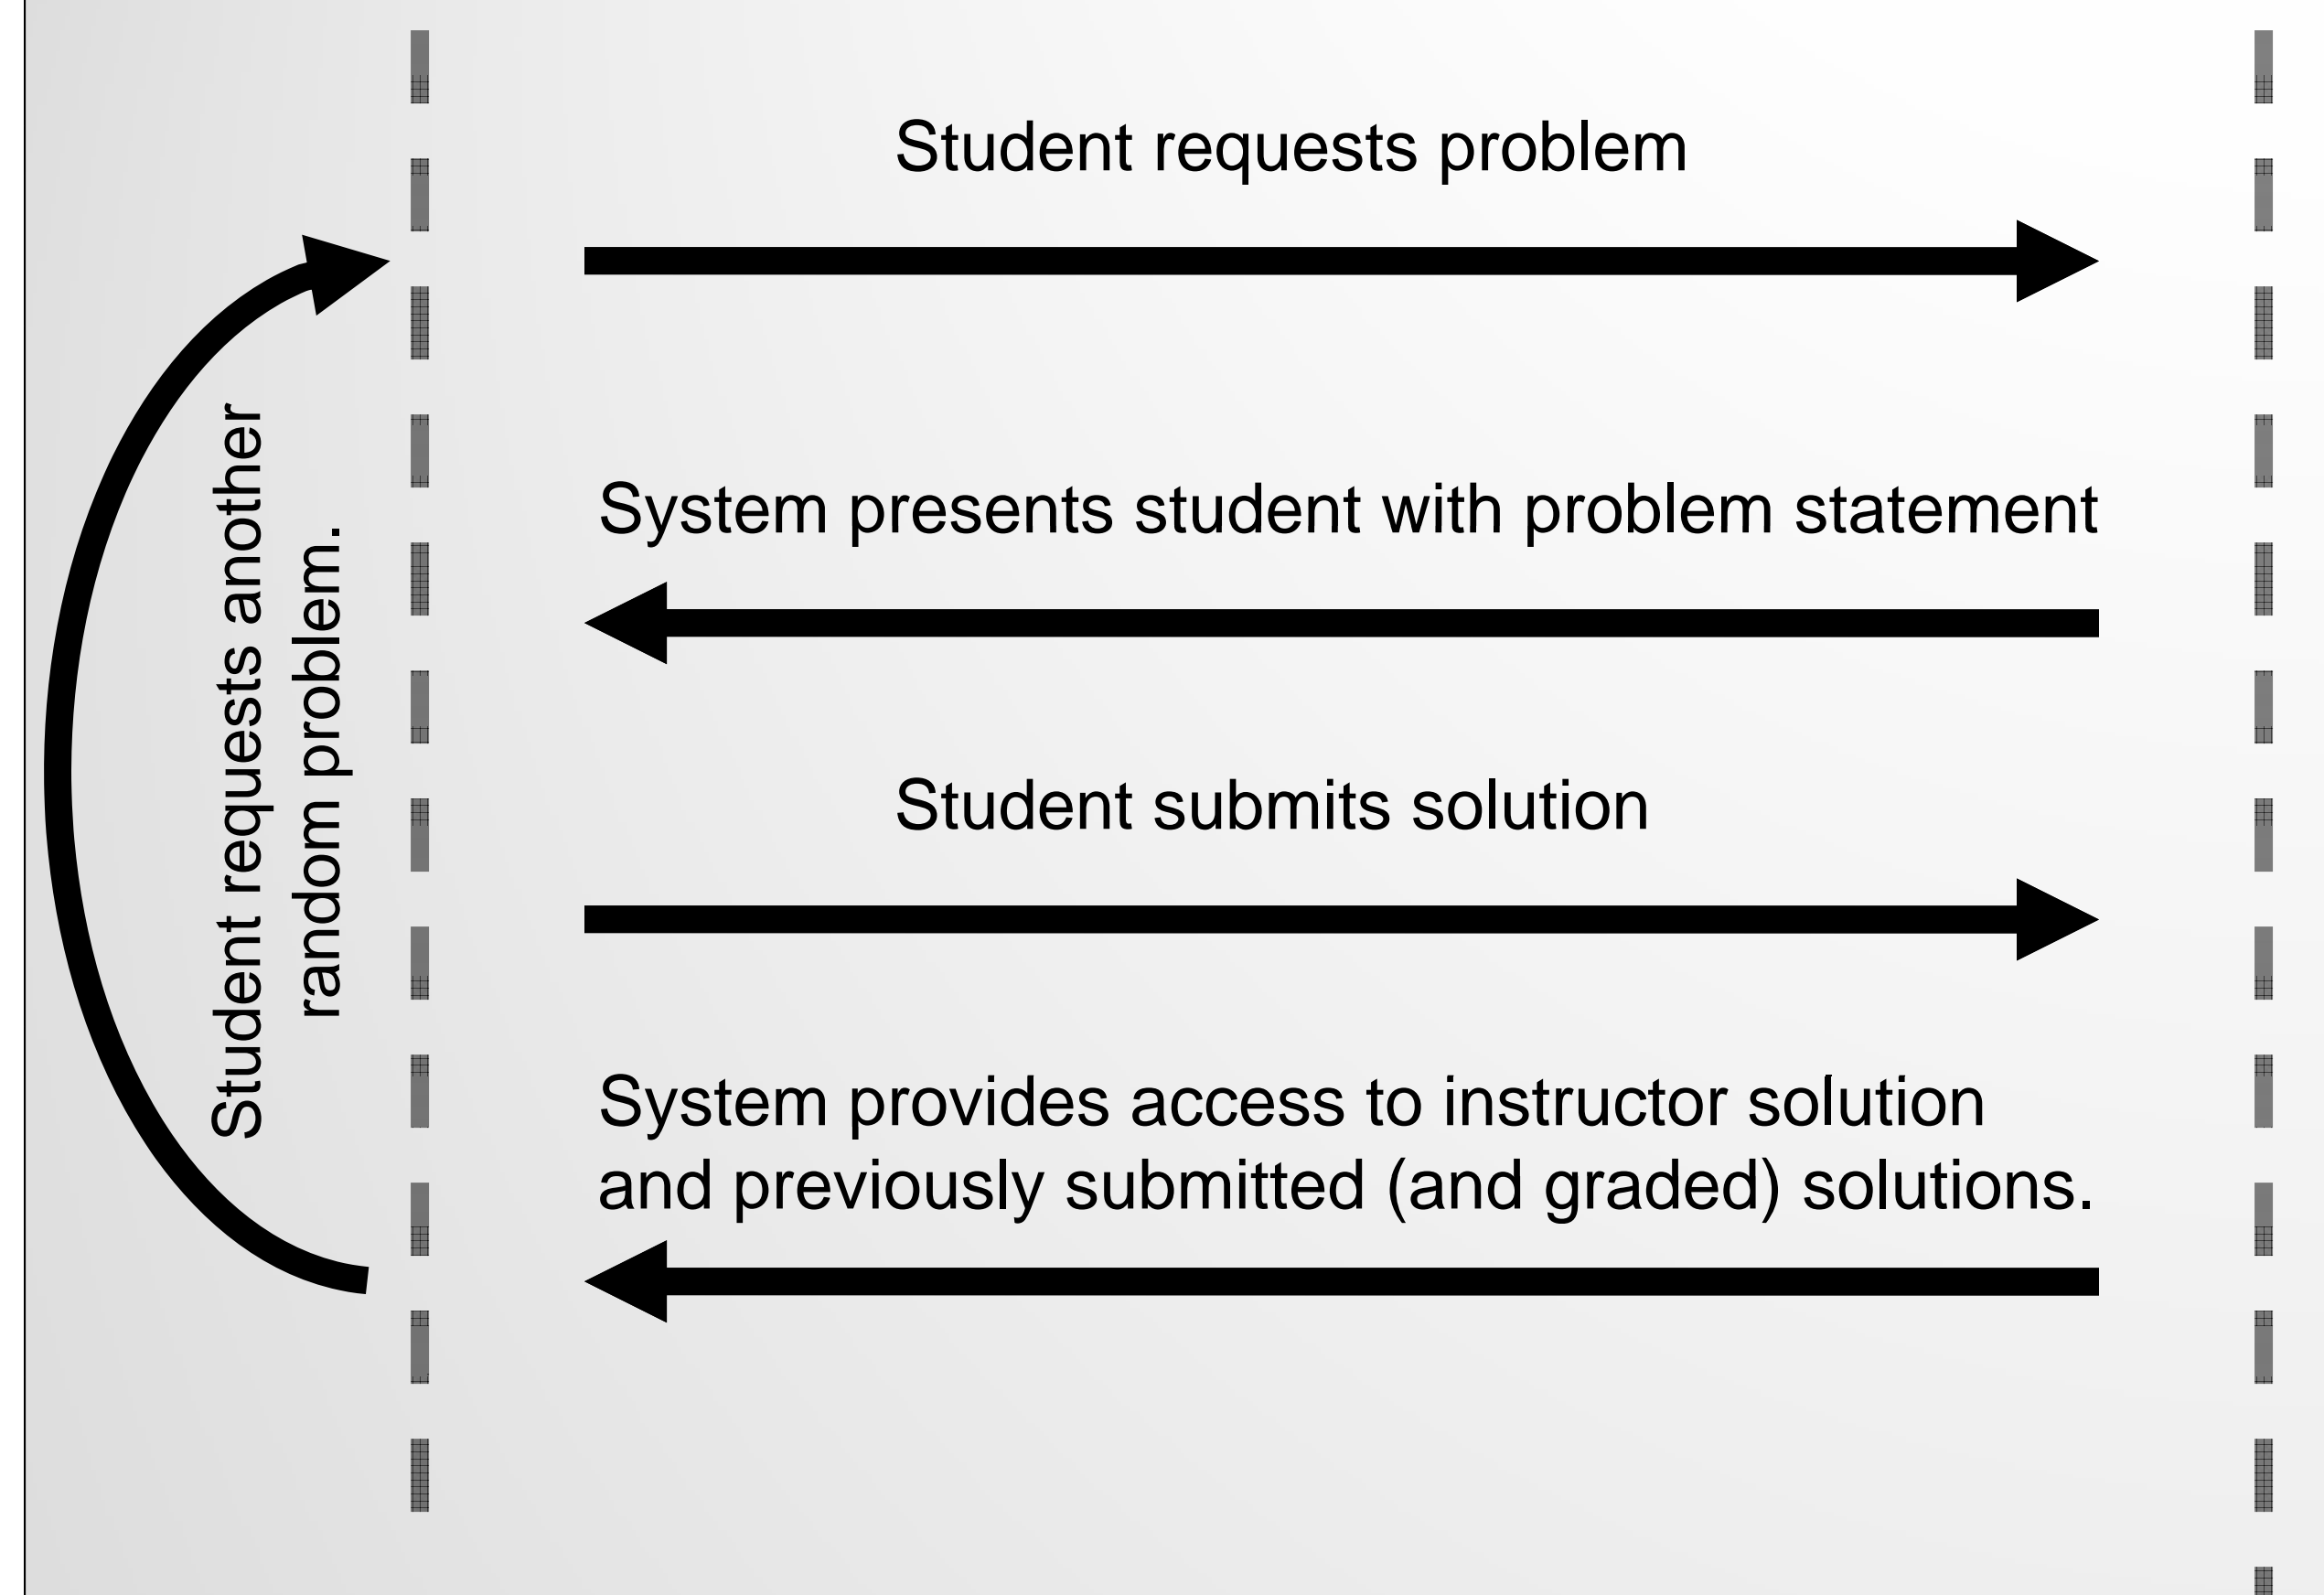 Student requests problem
System presents student with problem statement
Student submits solution
System provides access to instructor solution
and previously submitted (and graded) solutions.
Student requests another
random problem.